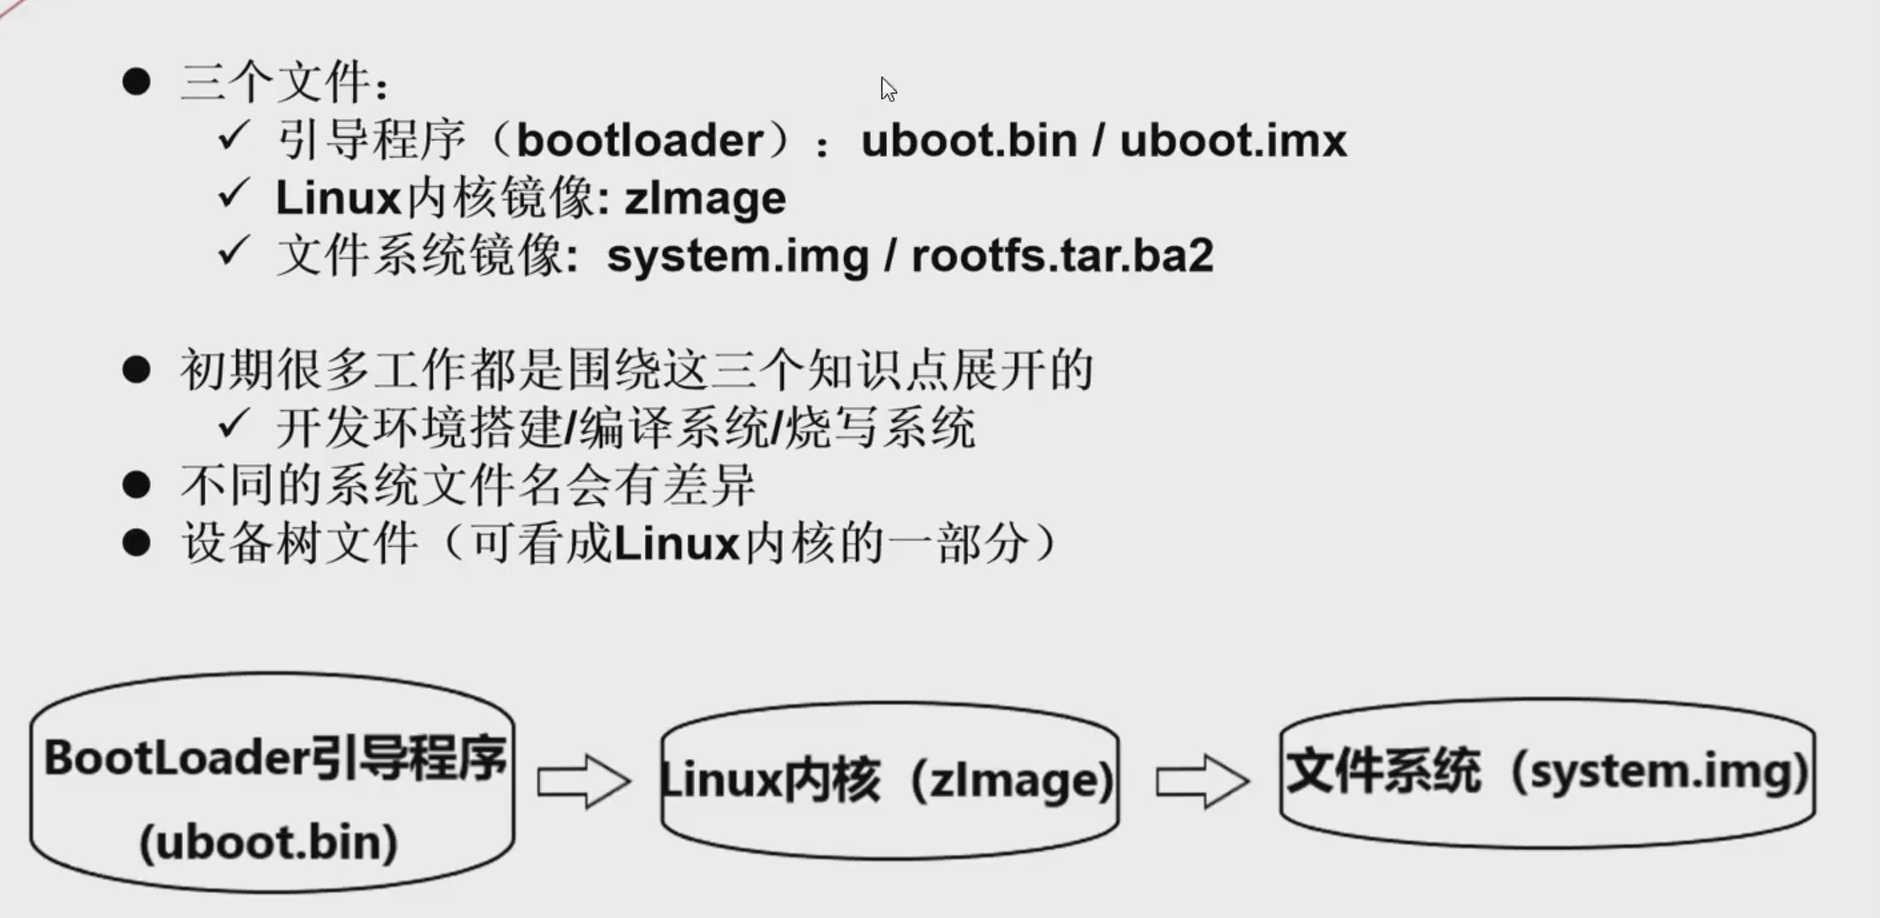 三个文件：
引导程序（bootloader）：uboot.bin / uboot.imx
Linux内核镜像: zImage
文件系统镜像: system.img / rootfs.tar.ba2
初期很多工作都是围绕这三个知识点展开的
开发环境搭建/编译系统/烧写系统
不同的系统文件名会有差异
设备树文件（可看成Linux内核的一部分）
BootLoader引导程序
(uboot.bin)
Linux内核（zImage)
文件系统（system.img)